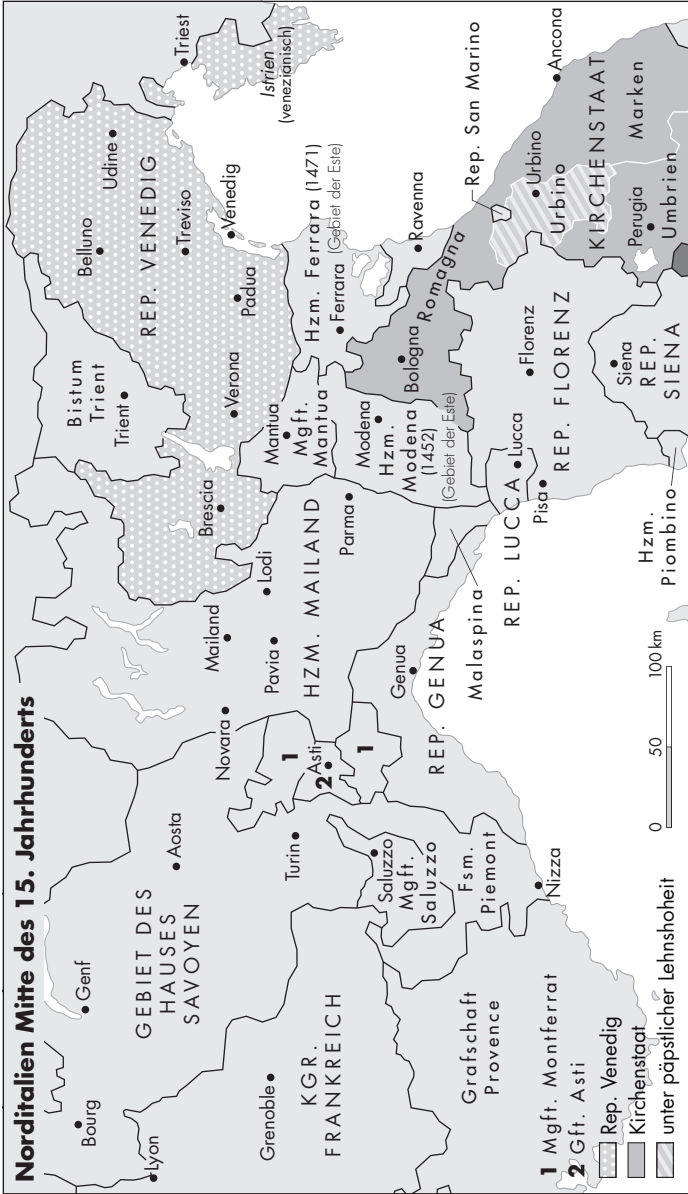 Norditalien Mitte des 15. Jahrhunderts
Bourg
Genf
Lyon
GEBIET DES
HAUSES
SAVOYEN
Aosta
Grenoble
KGR.
FRANKREICH
Turin
Novara
1
2
Asti
1
Saluzzo
Mgft.
Saluzzo
Fsm.
Piemont
Grafschaft
Provence
Nizza
Mailand
Pavia
Lodi
HZM. MAILAND
Parma
Genua
REP. GENUA
Malaspina
Bistum
Trient
Trient
Brescia
Verona
Belluno
Udine
REP. VENEDIG
Treviso
Venedig
Padua
Triest
Istrien
(venezianisch)
Mantua
Mgft.
Mantua
Modena
Hzm.
Modena
(1452)
(Gebiet der Este)
Hzm. Ferrara (1471)
(Gebiet der Este)
Ferrara
Bologna
Romagna
Ravenna
Rep. San Marino
REP. LUCCA
Lucca
Pisa
Florenz
REP. FLORENZ
Siena
REP.
SIENA
Hzm.
Piombino
Urbino
Urbino
Ancona
KIRCHENSTAAT
Marken
Perugia
Umbrien
1 Mgft. Montferrat
2 Gft. Asti
Rep. Venedig
Kirchenstaat
unter päpstlicher Lehnshoheit
0 50 100 km